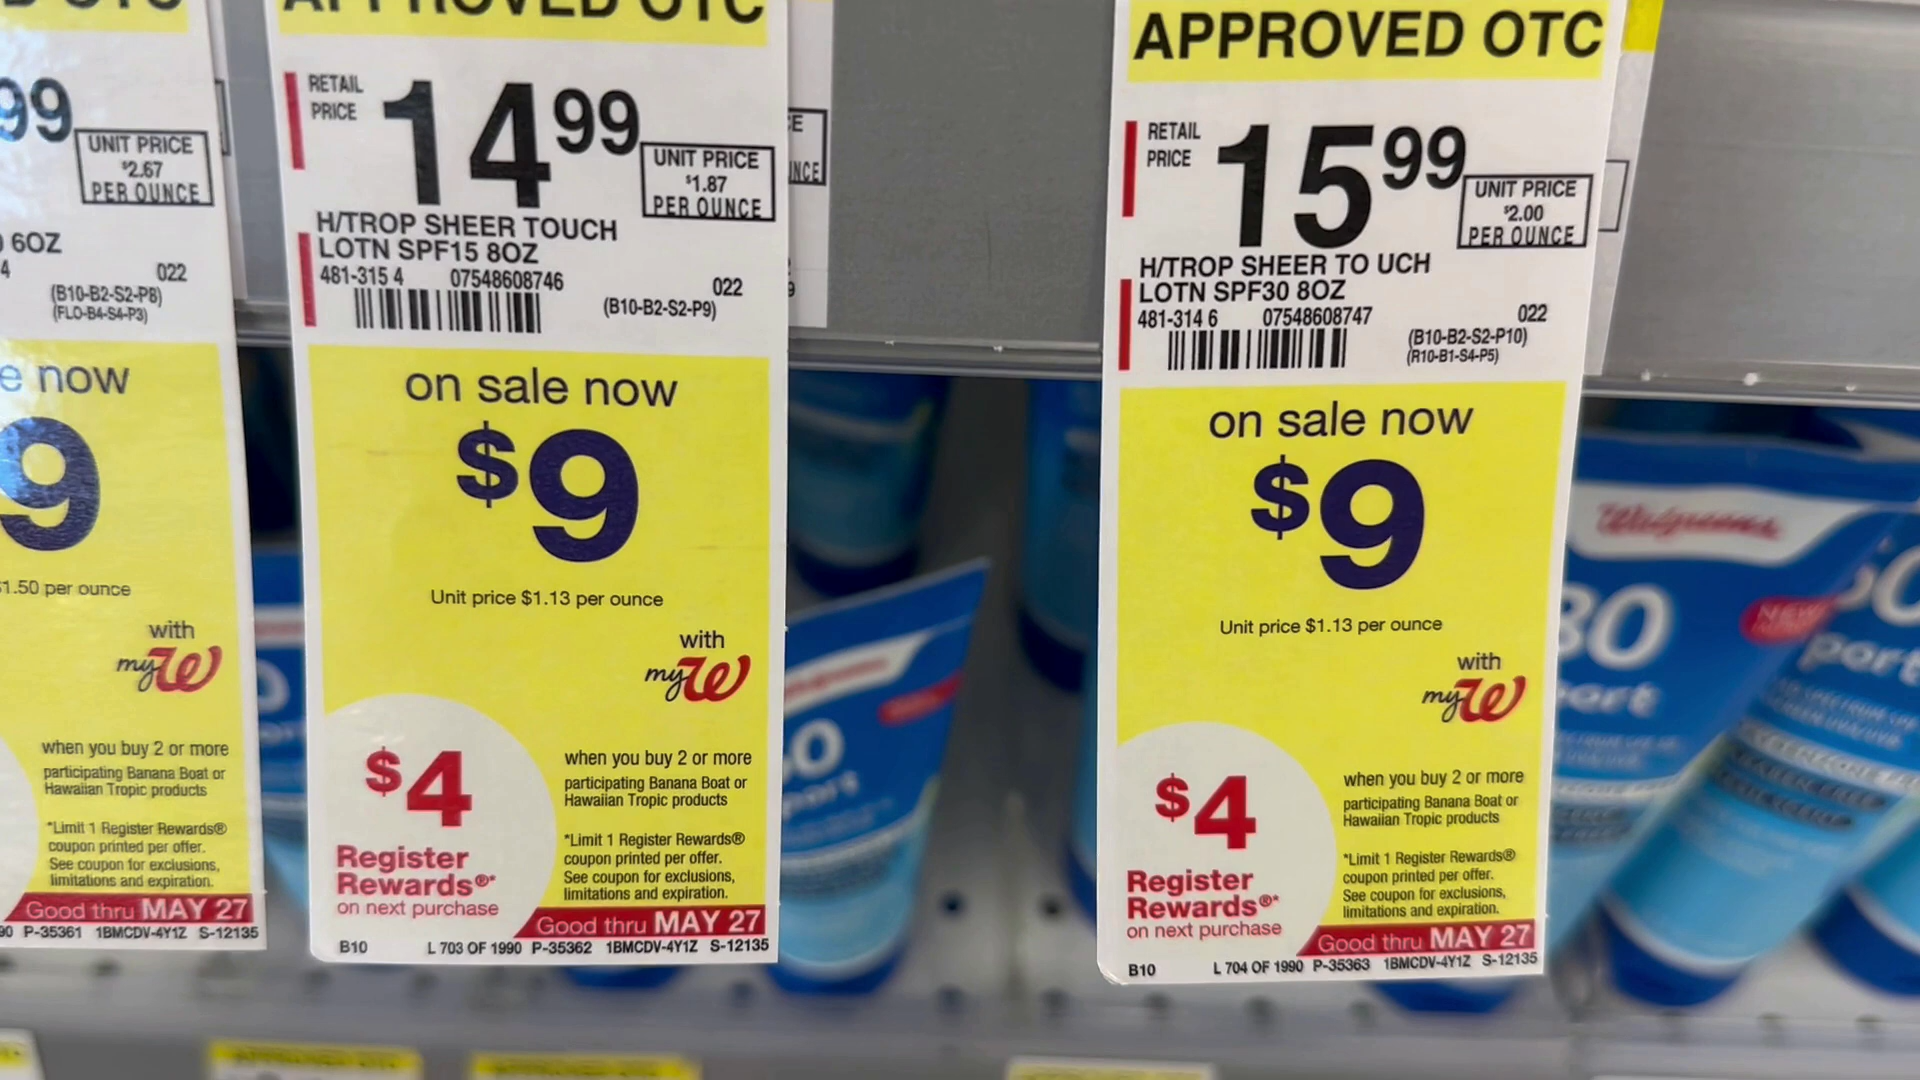 99
UNIT PRICE
$2.67
PER OUNCE
6OZ
4
022
(B10-B2-S2-P8)
(FLO-B4-S4-P3)
e now
9
$1.50 per ounce
with
myW
when you buy 2 or more
participating Banana Boat or
Hawaiian Tropic products
*Limit 1 Register Rewards®
coupon printed per offer.
See coupon for exclusions,
limitations and expiration.
Good thru MAY 27
90 P-35361 1BMCDV-4Y1Z S-12135
APPROVED OTC
RETAIL
PRICE
14 99
UNIT PRICE
$1.87
PER OUNCE
H/TROP SHEER TOUCH
LOTN SPF15 8OZ
481-315 4 07548608746
022
(B10-B2-S2-P9)
on sale now
$9
Unit price $1.13 per ounce
with
myW
$4
Register
Rewards®*
on next purchase
when you buy 2 or more
participating Banana Boat or
Hawaiian Tropic products
*Limit 1 Register Rewards®
coupon printed per offer.
See coupon for exclusions,
limitations and expiration.
Good thru MAY 27
B10 L 703 OF 1990 P-35362 1BMCDV-4Y1Z S-12135
APPROVED OTC
RETAIL
PRICE
15 99
UNIT PRICE
$2.00
PER OUNCE
H/TROP SHEER TO UCH
LOTN SPF30 8OZ
481-314 6 07548608747
022
(B10-B2-S2-P10)
(R10-B1-S4-P5)
on sale now
$9
Unit price $1.13 per ounce
with
myW
$4
Register
Rewards®*
on next purchase
when you buy 2 or more
participating Banana Boat or
Hawaiian Tropic products
*Limit 1 Register Rewards®
coupon printed per offer.
See coupon for exclusions,
limitations and expiration.
Good thru MAY 27
B10 L 704 OF 1990 P-35363 1BMCDV-4Y1Z S-12135
Walgreens
NEW